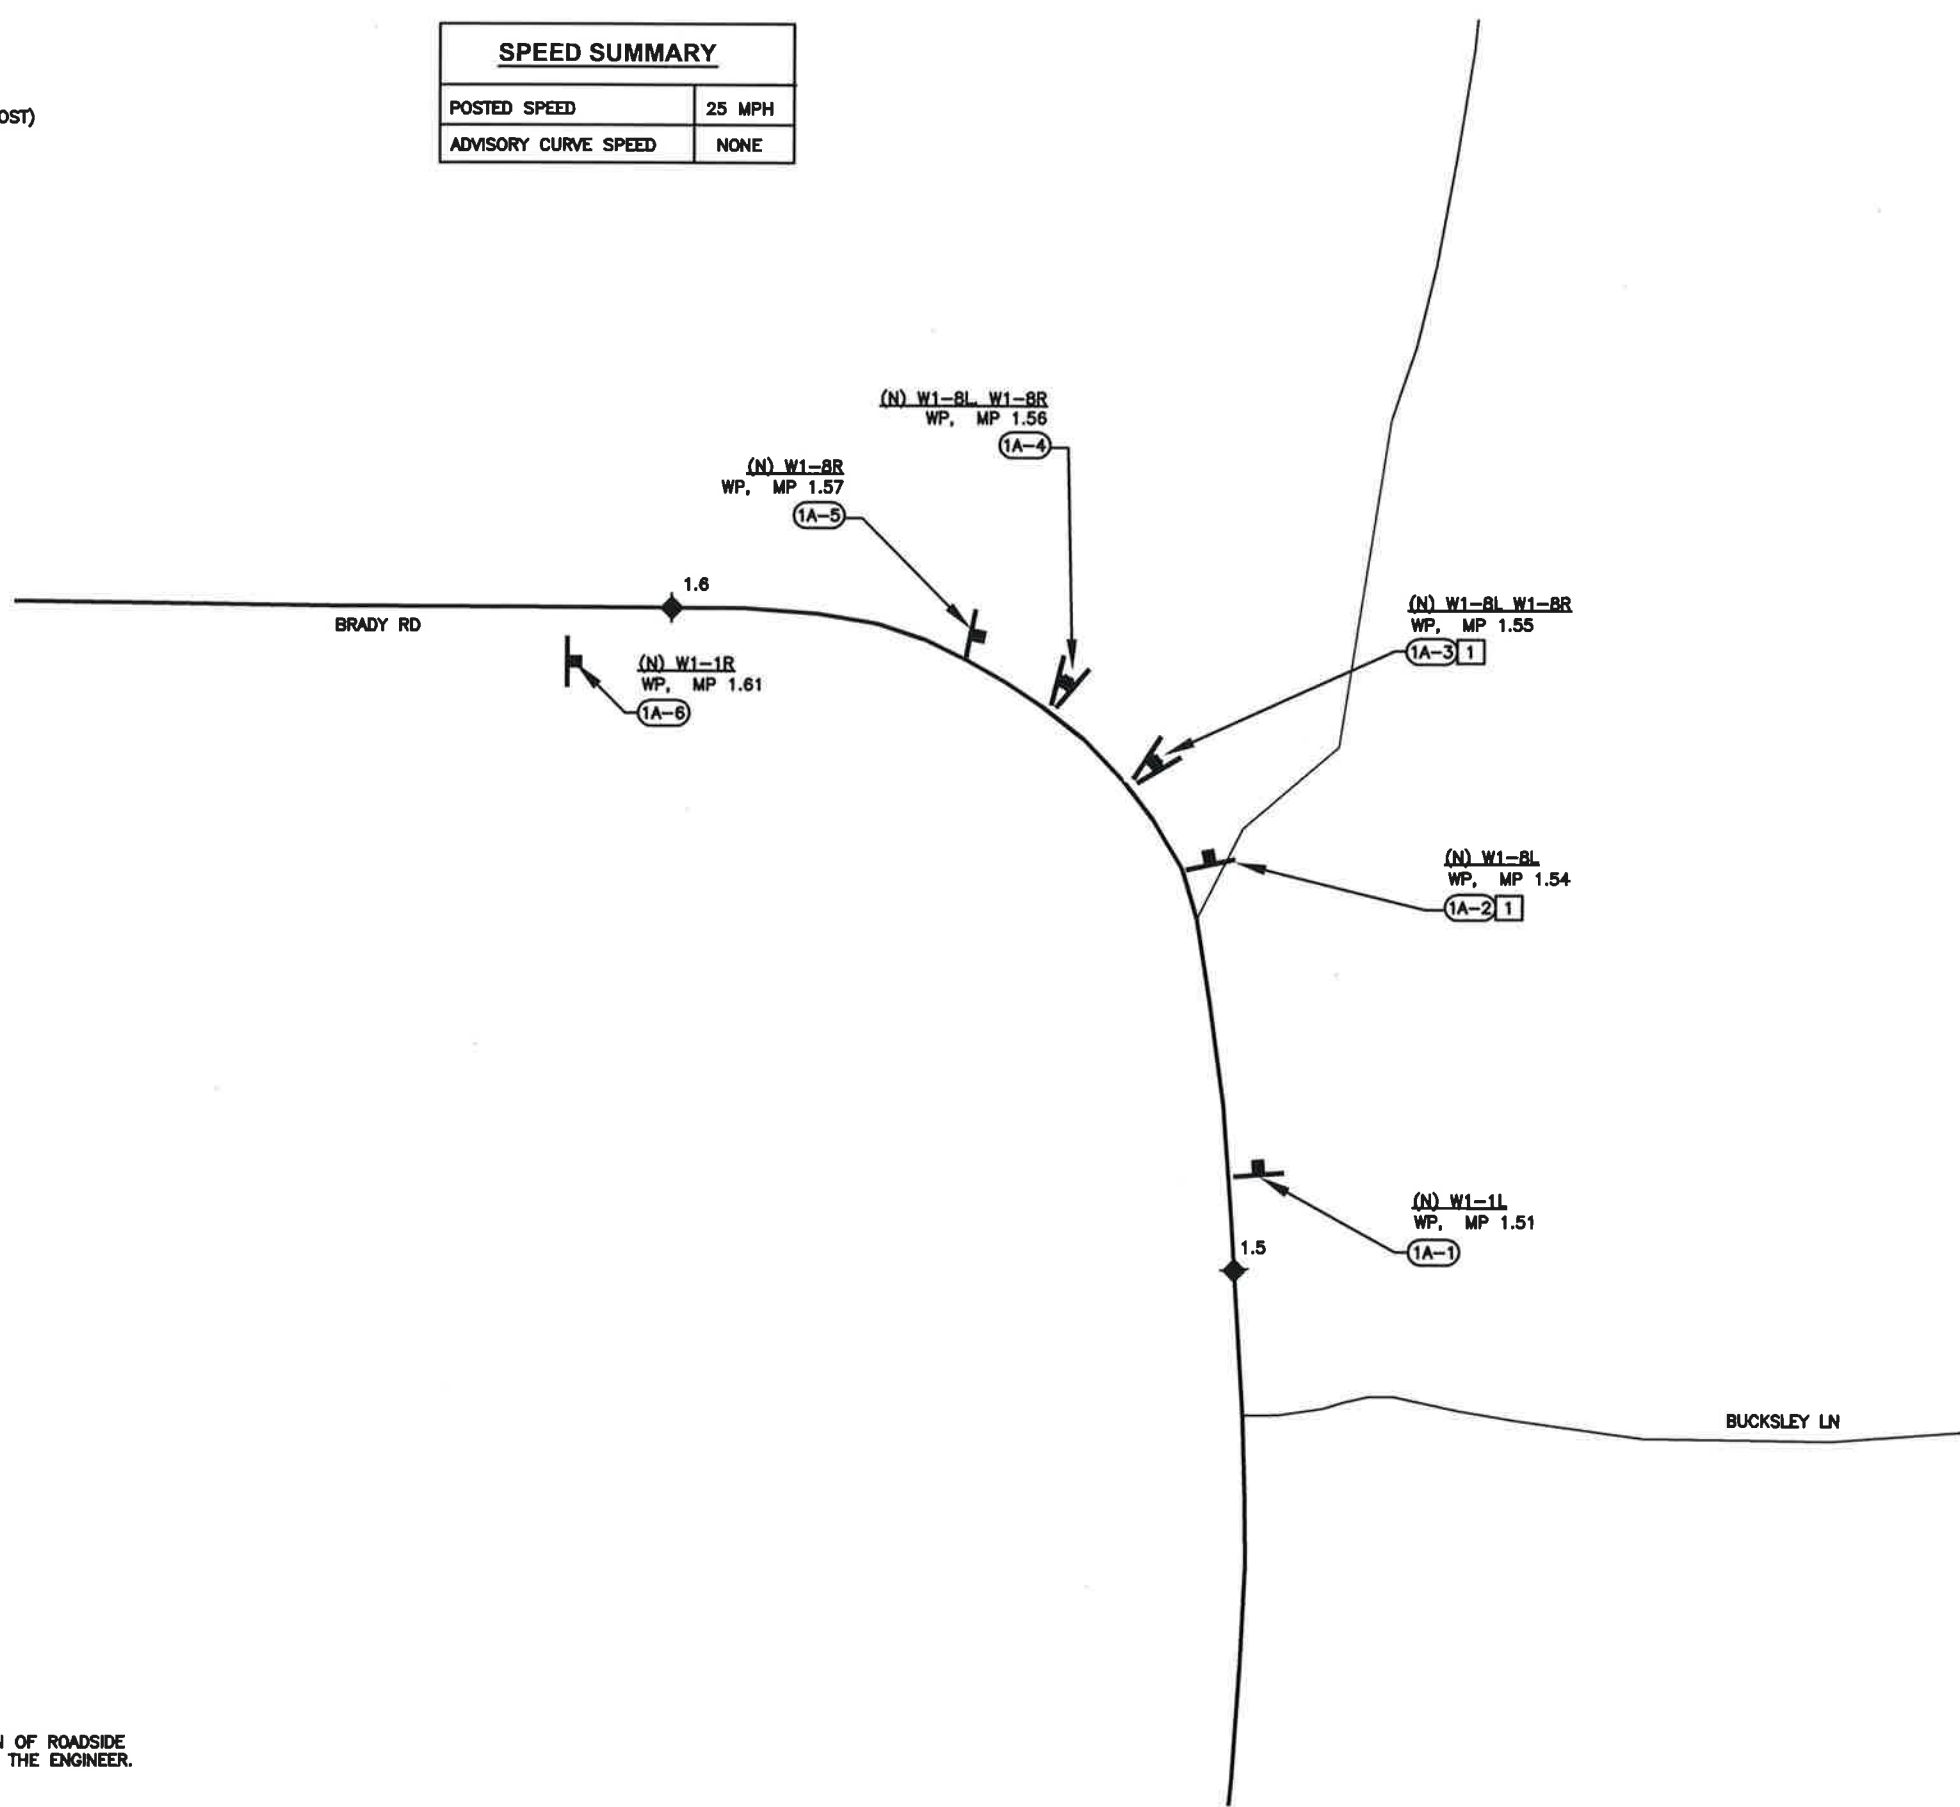 SPEED SUMMARY
POSTED SPEED 25 MPH
ADVISORY CURVE SPEED NONE
OST)
(N) W1-8L W1-8R
WP, MP 1.56
1A-4
(N) W1-8R
WP, MP 1.57
1A-5
1.6
BRADY RD
(N) W1-1R
WP, MP 1.61
1A-6
(N) W1-8L W1-8R
WP, MP 1.55
1A-3 1
(N) W1-8L
WP, MP 1.54
1A-2 1
(N) W1-1L
WP, MP 1.51
1A-1
1.5
BUCKSLEY LN
OF ROADSIDE
THE ENGINEER.